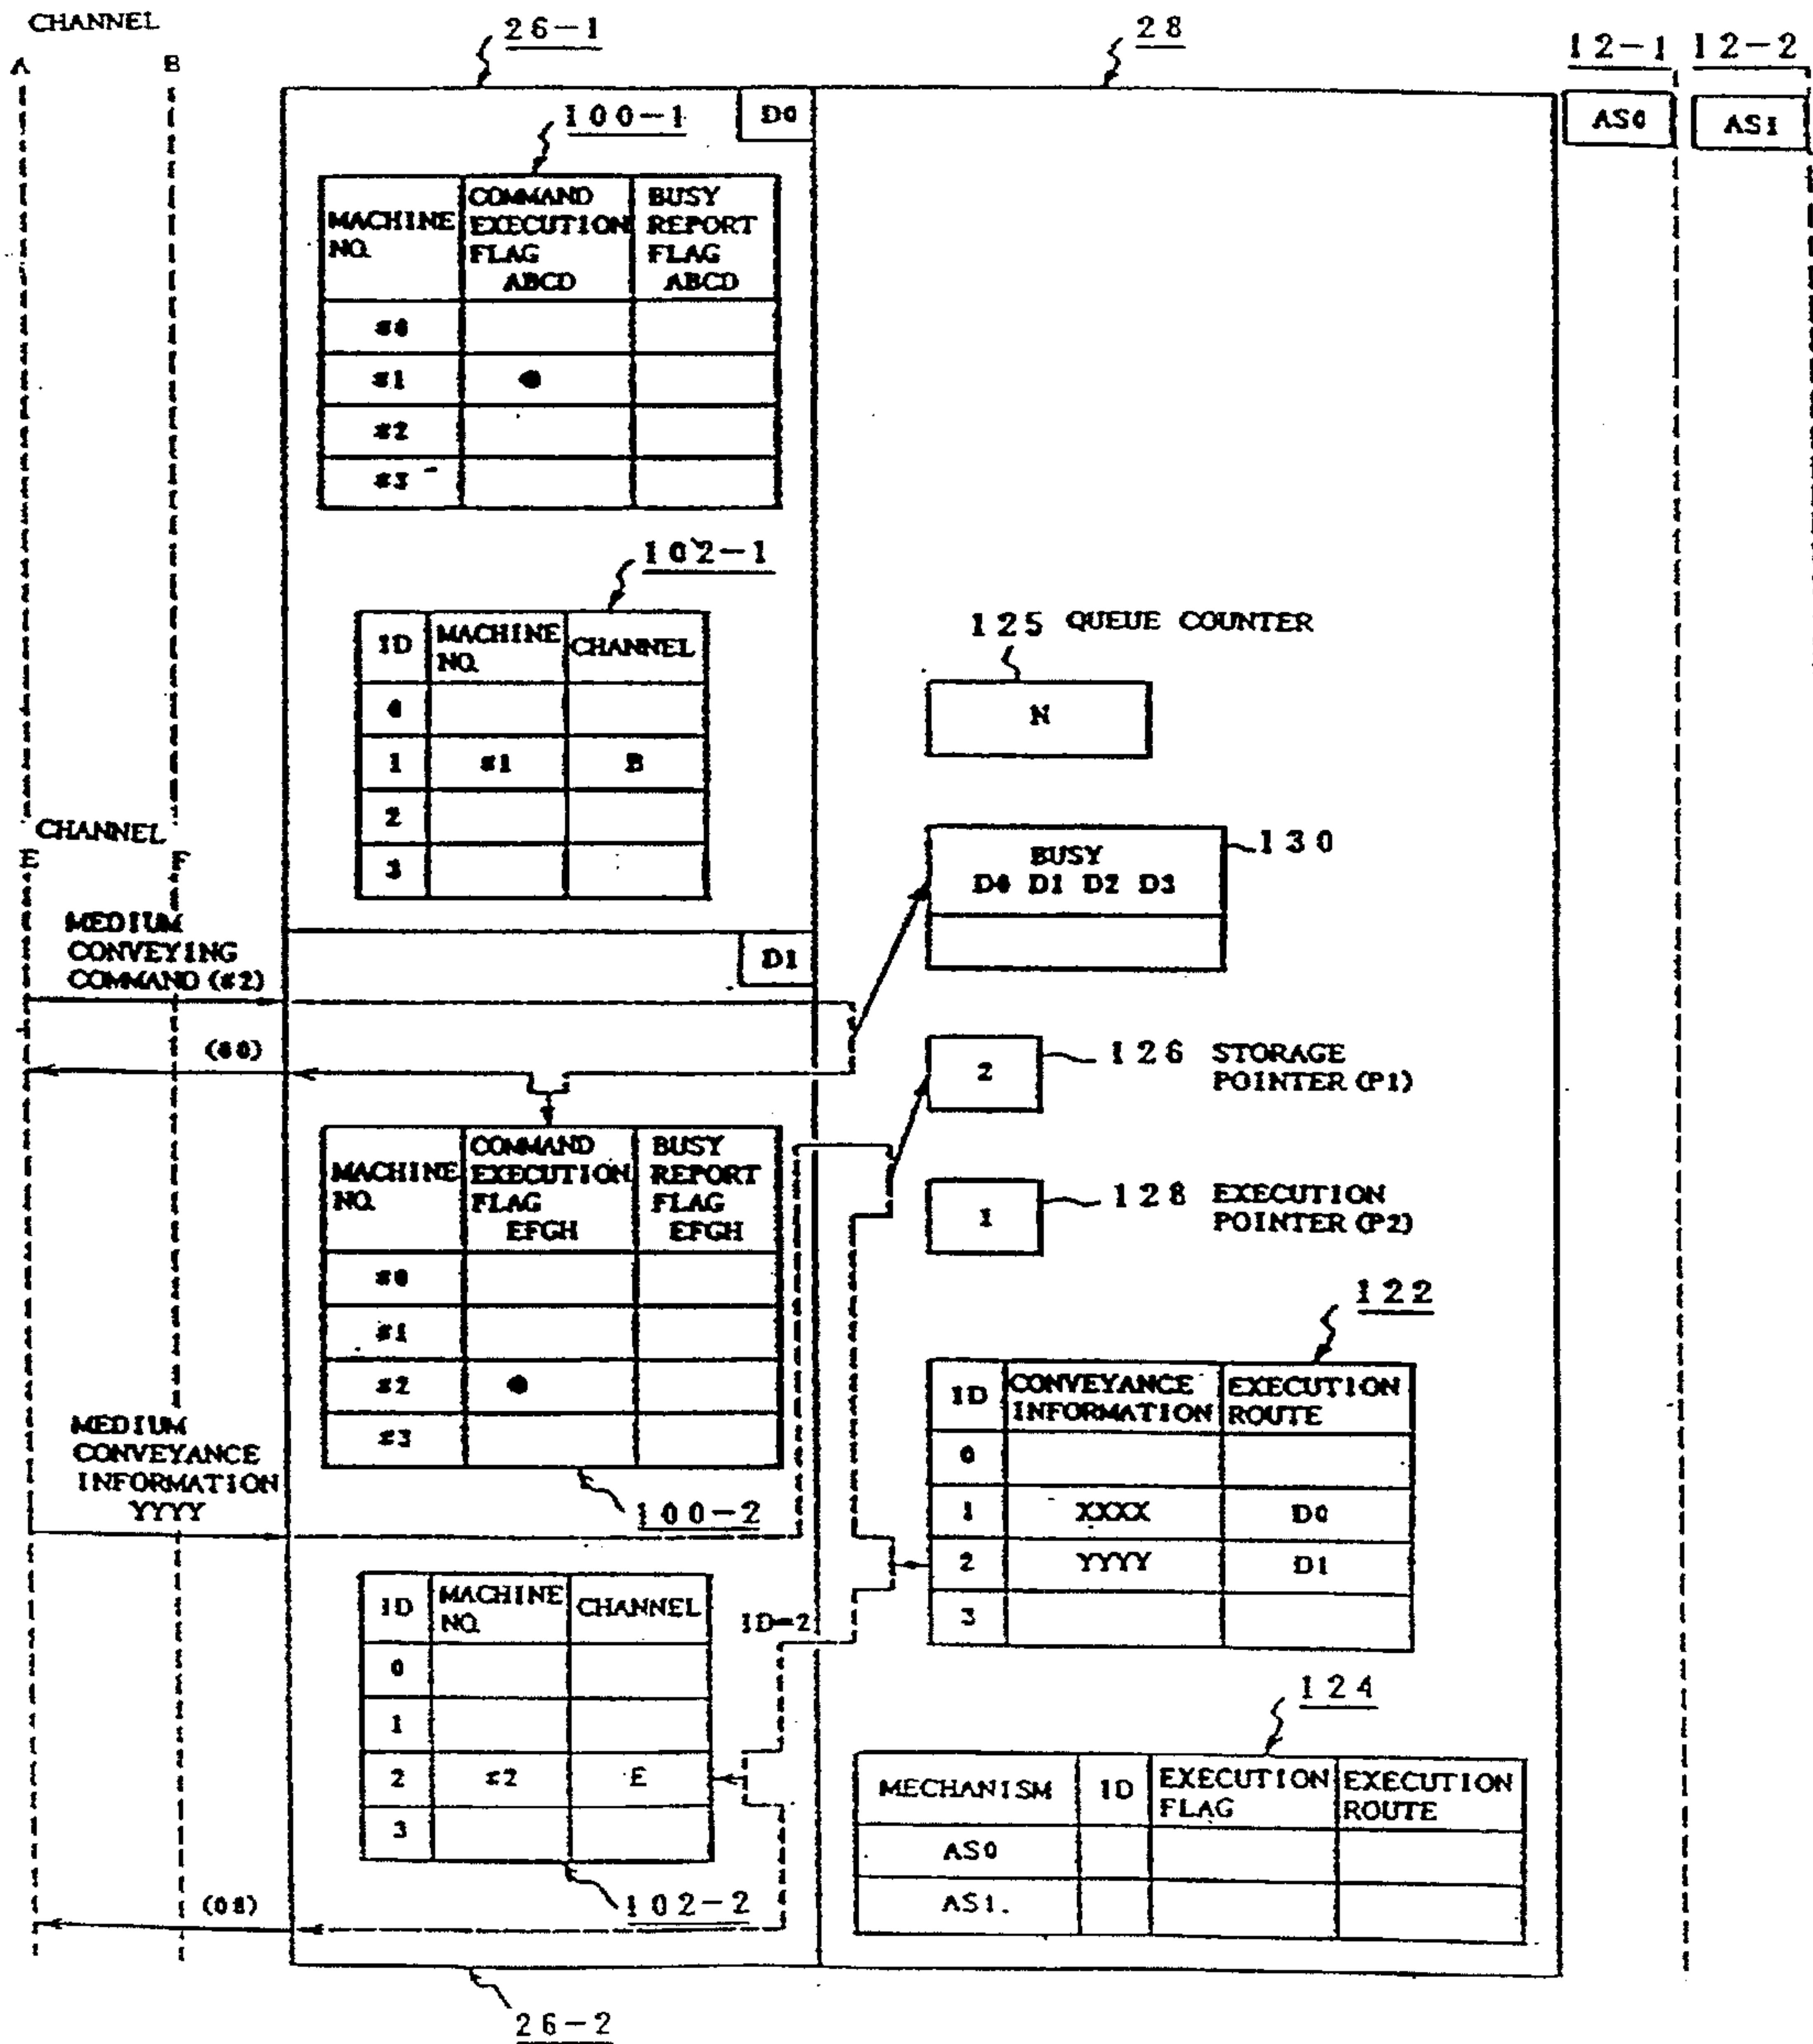 CHANNEL
A
B
26-1
28
12-1
12-2
D0
AS0
AS1
100-1
MACHINE NO.
COMMAND EXECUTION FLAG ABCD
BUSY REPORT FLAG ABCD
#0
#1
#2
#3
102-1
ID
MACHINE NO.
CHANNEL
0
1
#1
B
2
3
125 QUEUE COUNTER
N
BUSY
D0 D1 D2 D3
130
CHANNEL
E
F
MEDIUM
CONVEYING
COMMAND (#2)
D1
(00)
2
126 STORAGE
POINTER (P1)
1
128 EXECUTION
POINTER (P2)
MACHINE NO.
COMMAND EXECUTION FLAG EFGH
BUSY REPORT FLAG EFGH
#0
#1
#2
#3
100-2
MEDIUM
CONVEYANCE
INFORMATION
YYYY
122
ID
CONVEYANCE INFORMATION
EXECUTION ROUTE
0
1
XXXX
D0
2
YYYY
D1
3
ID
MACHINE NO.
CHANNEL
ID=2
0
1
2
#2
E
3
102-2
(08)
124
MECHANISM
ID
EXECUTION FLAG
EXECUTION ROUTE
AS0
AS1.
26-2